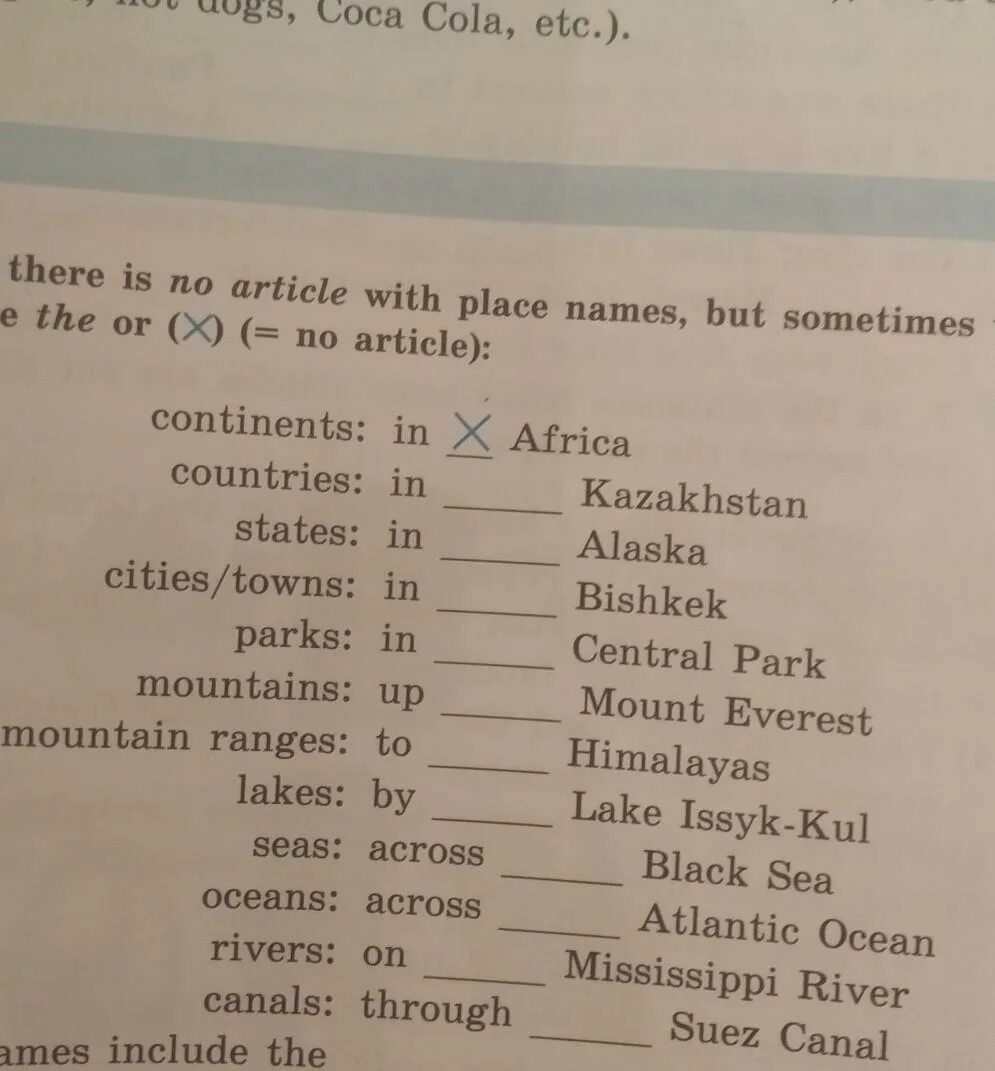 dogs, Coca Cola, etc.).
there is no article with place names, but sometimes
the or (X) (= no article):
continents: in X Africa
countries: in ______ Kazakhstan
states: in ______ Alaska
cities/towns: in ______ Bishkek
parks: in ______ Central Park
mountains: up ______ Mount Everest
mountain ranges: to ______ Himalayas
lakes: by ______ Lake Issyk-Kul
seas: across ______ Black Sea
oceans: across ______ Atlantic Ocean
rivers: on ______ Mississippi River
canals: through ______ Suez Canal
ames include the